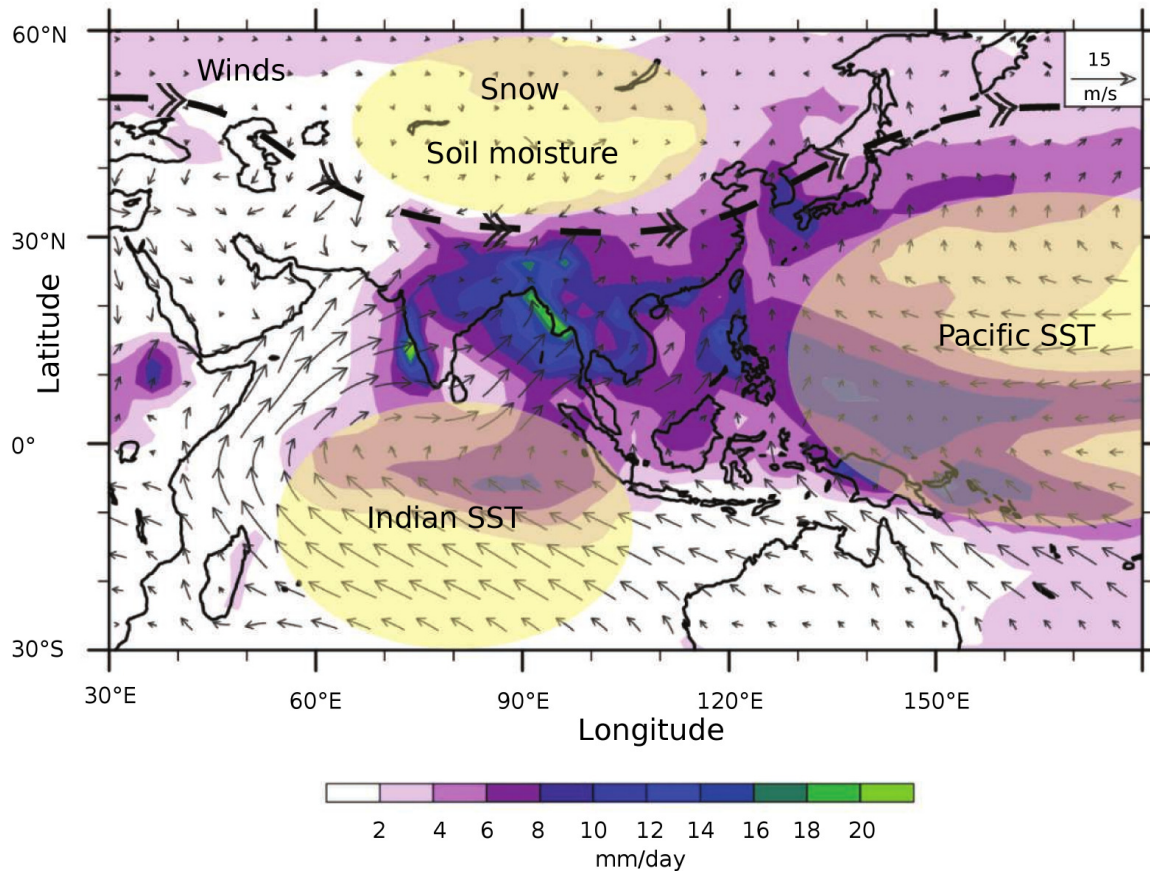 60°N
Winds
Snow
15
m/s
Soil moisture
30°N
Latitude
Pacific SST
0°
Indian SST
30°S
30°E
60°E
90°E
120°E
150°E
Longitude
2 4 6 8 10 12 14 16 18 20
mm/day